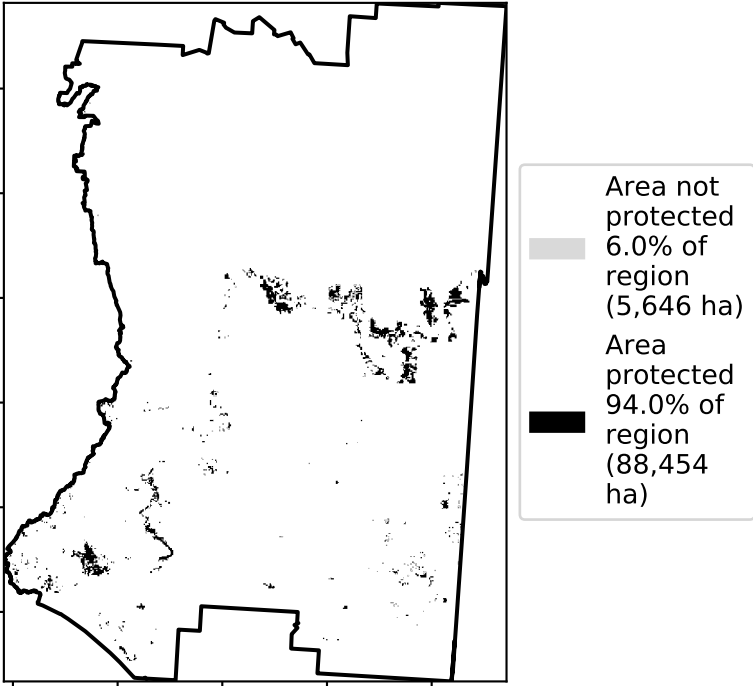 Area not
protected
6.0% of
region
(5,646 ha)
Area
protected
94.0% of
region
(88,454
ha)